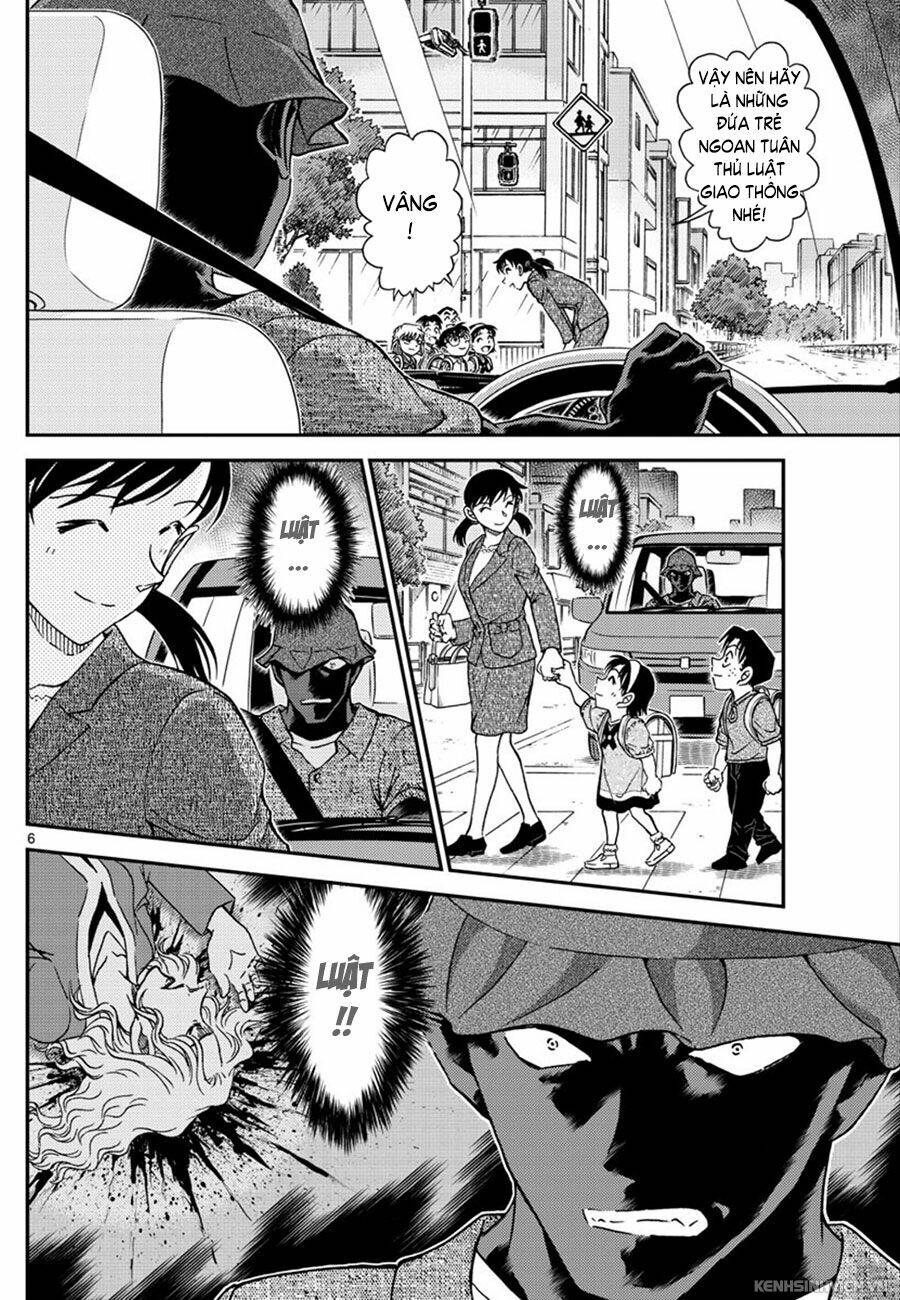 VẬY NÊN HÃY
LÀ NHỮNG
ĐỨA TRẺ
NGOAN TUÂN
THỦ LUẬT
GIAO THÔNG
NHÉ!
VÂNG
!
LUẬT
...
LUẬT
...
6
LUẬT
!!
KENHSINHVIEN.VN